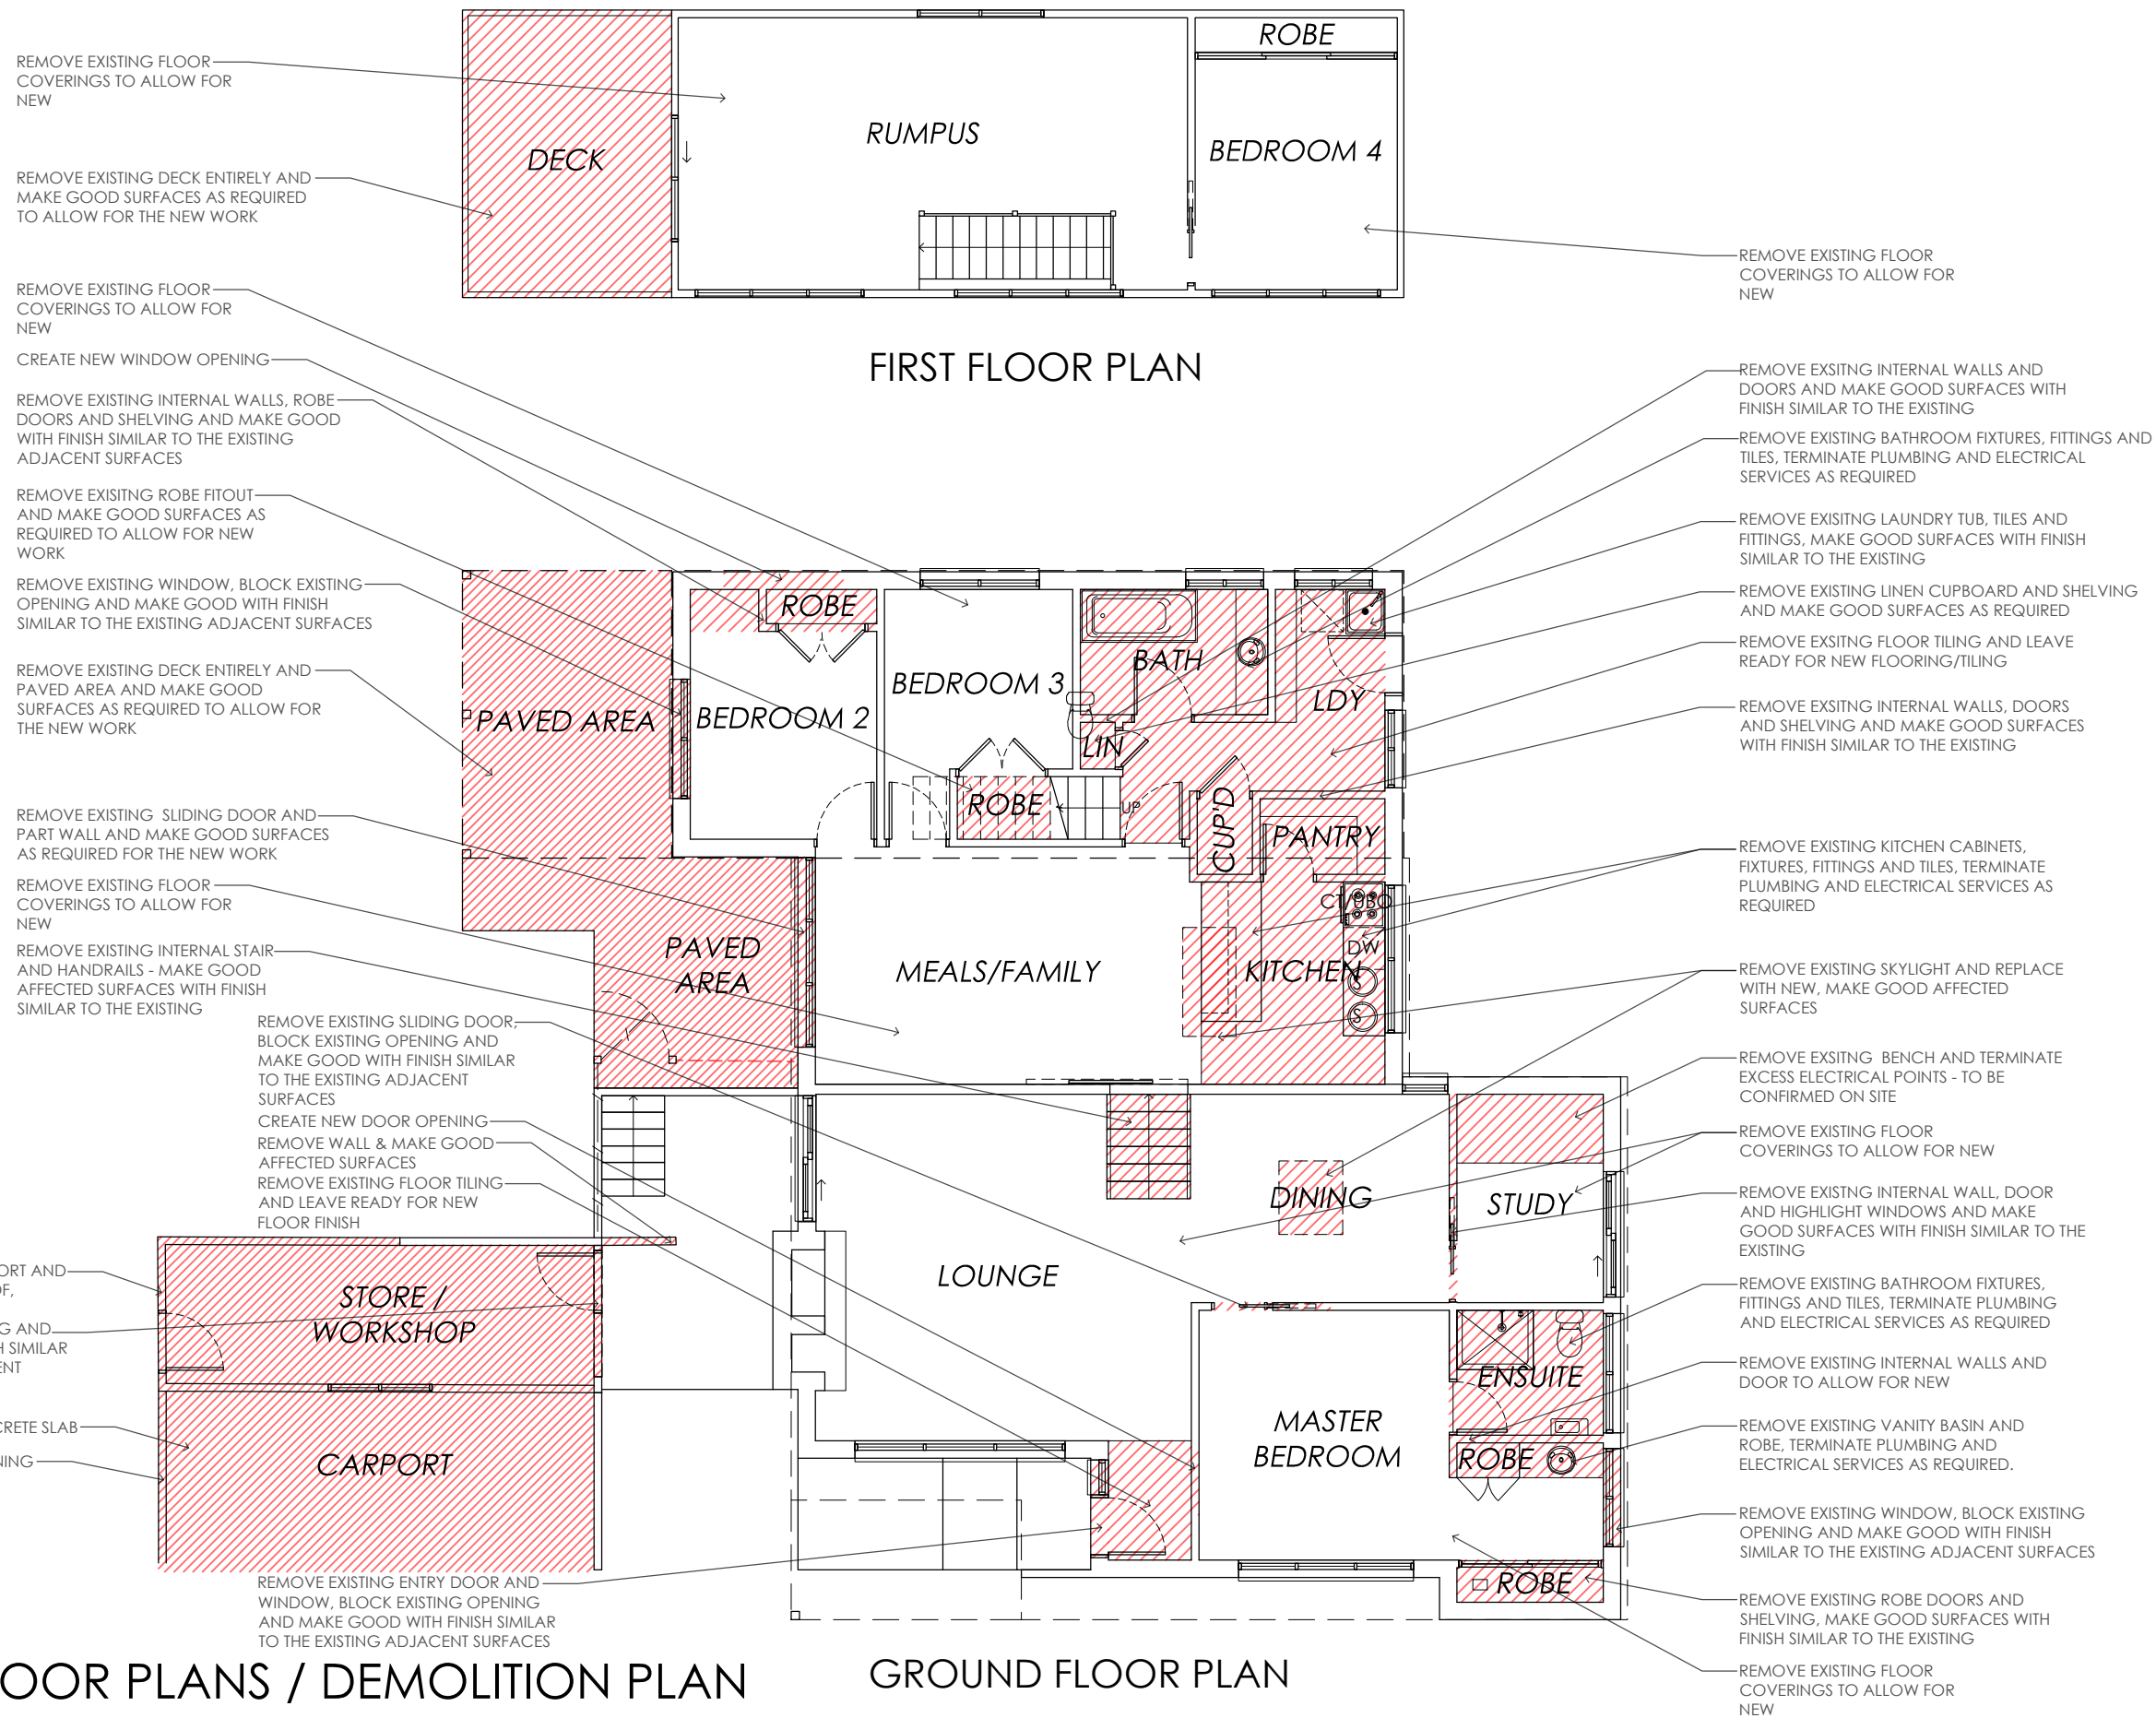 REMOVE EXISTING FLOOR
COVERINGS TO ALLOW FOR
NEW
REMOVE EXISTING DECK ENTIRELY AND
MAKE GOOD SURFACES AS REQUIRED
TO ALLOW FOR THE NEW WORK
REMOVE EXISTING FLOOR
COVERINGS TO ALLOW FOR
NEW
CREATE NEW WINDOW OPENING
REMOVE EXISTING INTERNAL WALLS, ROBE
DOORS AND SHELVING AND MAKE GOOD
WITH FINISH SIMILAR TO THE EXISTING
ADJACENT SURFACES
REMOVE EXISITNG ROBE FITOUT
AND MAKE GOOD SURFACES AS
REQUIRED TO ALLOW FOR NEW
WORK
REMOVE EXISTING WINDOW, BLOCK EXISTING
OPENING AND MAKE GOOD WITH FINISH
SIMILAR TO THE EXISTING ADJACENT SURFACES
REMOVE EXISTING DECK ENTIRELY AND
PAVED AREA AND MAKE GOOD
SURFACES AS REQUIRED TO ALLOW FOR
THE NEW WORK
REMOVE EXISTING SLIDING DOOR AND
PART WALL AND MAKE GOOD SURFACES
AS REQUIRED FOR THE NEW WORK
REMOVE EXISTING FLOOR
COVERINGS TO ALLOW FOR
NEW
REMOVE EXISTING INTERNAL STAIR
AND HANDRAILS - MAKE GOOD
AFFECTED SURFACES WITH FINISH
SIMILAR TO THE EXISTING
REMOVE EXISTING SLIDING DOOR,
BLOCK EXISTING OPENING AND
MAKE GOOD WITH FINISH SIMILAR
TO THE EXISTING ADJACENT
SURFACES
CREATE NEW DOOR OPENING
REMOVE WALL & MAKE GOOD
AFFECTED SURFACES
REMOVE EXISTING FLOOR TILING
AND LEAVE READY FOR NEW
FLOOR FINISH
ORT AND
OF,
G AND
H SIMILAR
ENT
CRETE SLAB
NING
REMOVE EXISTING ENTRY DOOR AND
WINDOW, BLOCK EXISTING OPENING
AND MAKE GOOD WITH FINISH SIMILAR
TO THE EXISTING ADJACENT SURFACES
DECK
RUMPUS
ROBE
BEDROOM 4
FIRST FLOOR PLAN
ROBE
BEDROOM 2
BEDROOM 3
BATH
LDY
LIN
PAVED AREA
ROBE
UP
CUP'D
PANTRY
CT/UBO
DW
PAVED
AREA
MEALS/FAMILY
KITCHEN
S
S
DINING
STUDY
LOUNGE
STORE /
WORKSHOP
CARPORT
ENSUITE
MASTER
BEDROOM
ROBE
ROBE
REMOVE EXISTING FLOOR
COVERINGS TO ALLOW FOR
NEW
REMOVE EXSITNG INTERNAL WALLS AND
DOORS AND MAKE GOOD SURFACES WITH
FINISH SIMILAR TO THE EXISTING
REMOVE EXISTING BATHROOM FIXTURES, FITTINGS AND
TILES, TERMINATE PLUMBING AND ELECTRICAL
SERVICES AS REQUIRED
REMOVE EXISITNG LAUNDRY TUB, TILES AND
FITTINGS, MAKE GOOD SURFACES WITH FINISH
SIMILAR TO THE EXISTING
REMOVE EXISTING LINEN CUPBOARD AND SHELVING
AND MAKE GOOD SURFACES AS REQUIRED
REMOVE EXSITNG FLOOR TILING AND LEAVE
READY FOR NEW FLOORING/TILING
REMOVE EXSITNG INTERNAL WALLS, DOORS
AND SHELVING AND MAKE GOOD SURFACES
WITH FINISH SIMILAR TO THE EXISTING
REMOVE EXISTING KITCHEN CABINETS,
FIXTURES, FITTINGS AND TILES, TERMINATE
PLUMBING AND ELECTRICAL SERVICES AS
REQUIRED
REMOVE EXISTING SKYLIGHT AND REPLACE
WITH NEW, MAKE GOOD AFFECTED
SURFACES
REMOVE EXSITNG BENCH AND TERMINATE
EXCESS ELECTRICAL POINTS - TO BE
CONFIRMED ON SITE
REMOVE EXISTING FLOOR
COVERINGS TO ALLOW FOR NEW
REMOVE EXISTNG INTERNAL WALL, DOOR
AND HIGHLIGHT WINDOWS AND MAKE
GOOD SURFACES WITH FINISH SIMILAR TO THE
EXISTING
REMOVE EXISTING BATHROOM FIXTURES,
FITTINGS AND TILES, TERMINATE PLUMBING
AND ELECTRICAL SERVICES AS REQUIRED
REMOVE EXISTING INTERNAL WALLS AND
DOOR TO ALLOW FOR NEW
REMOVE EXISTING VANITY BASIN AND
ROBE, TERMINATE PLUMBING AND
ELECTRICAL SERVICES AS REQUIRED.
REMOVE EXISTING WINDOW, BLOCK EXISTING
OPENING AND MAKE GOOD WITH FINISH
SIMILAR TO THE EXISTING ADJACENT SURFACES
REMOVE EXISTING ROBE DOORS AND
SHELVING, MAKE GOOD SURFACES WITH
FINISH SIMILAR TO THE EXISTING
REMOVE EXISTING FLOOR
COVERINGS TO ALLOW FOR
NEW
OOR PLANS / DEMOLITION PLAN
GROUND FLOOR PLAN